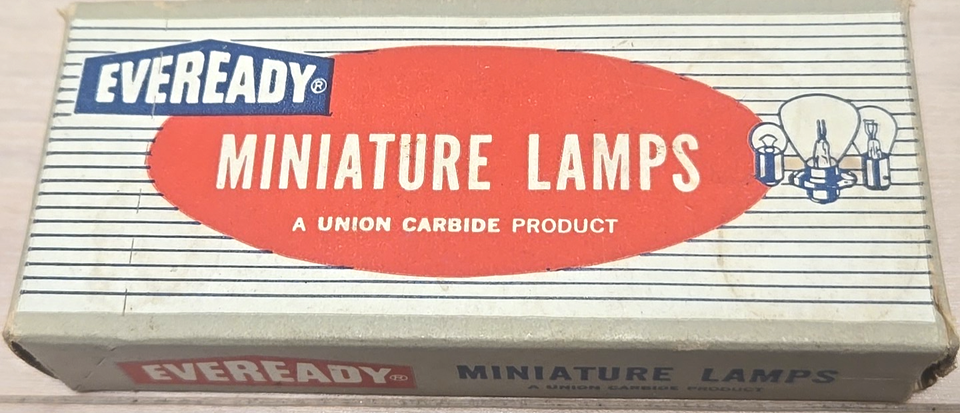 EVEREADY®
MINIATURE LAMPS
A UNION CARBIDE PRODUCT
EVEREADY® MINIATURE LAMPS
A UNION CARBIDE PRODUCT